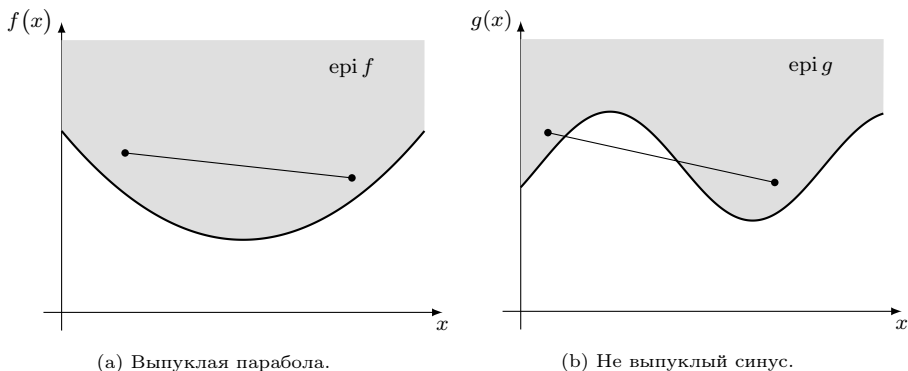 f(x)
epi f
x
(a) Выпуклая парабола.
g(x)
epi g
x
(b) Не выпуклый синус.